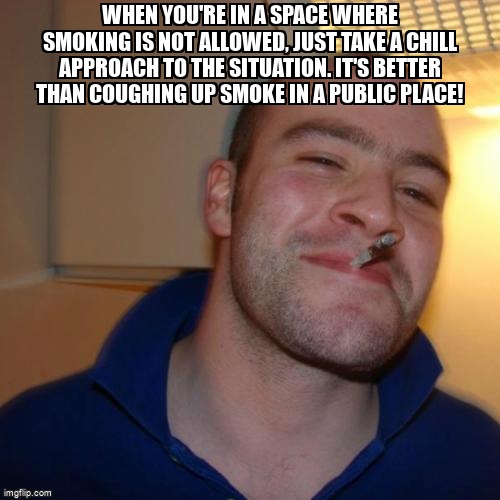 WHEN YOU'RE IN A SPACE WHERE
SMOKING IS NOT ALLOWED, JUST TAKE A CHILL
APPROACH TO THE SITUATION. IT'S BETTER
THAN COUGHING UP SMOKE IN A PUBLIC PLACE!
imgflip.com